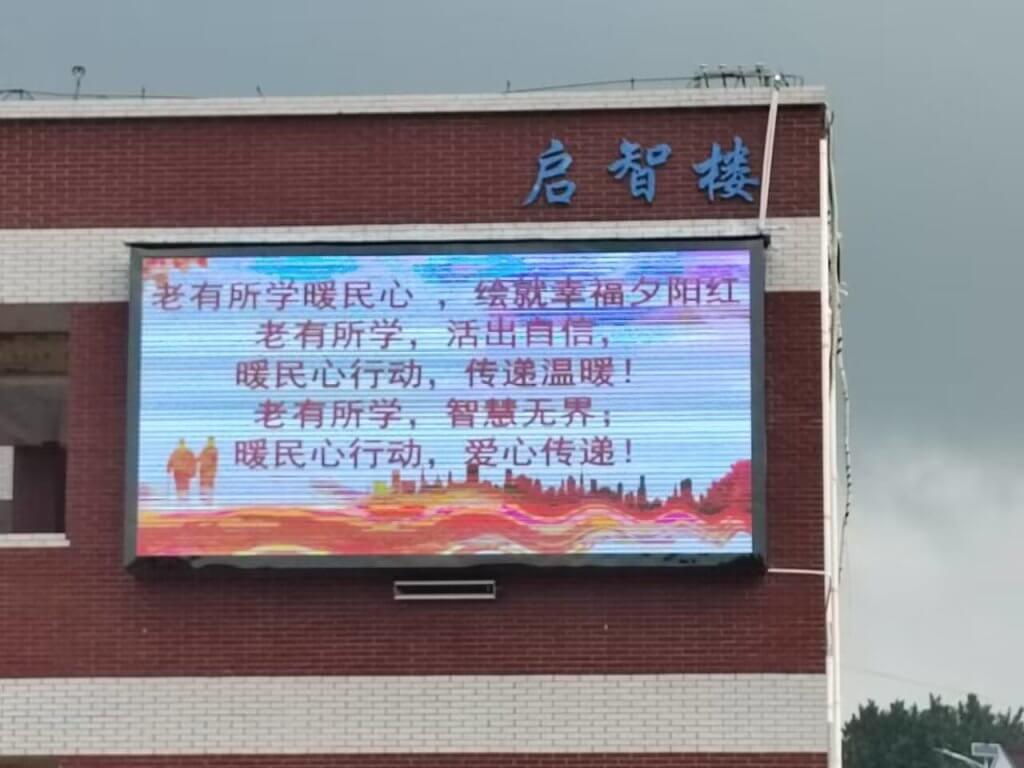 启智楼
老有所学暖民心，绘就幸福夕阳红
老有所学，活出自信，
暖民心行动，传递温暖！
老有所学，智慧无界；
暖民心行动，爱心传递！